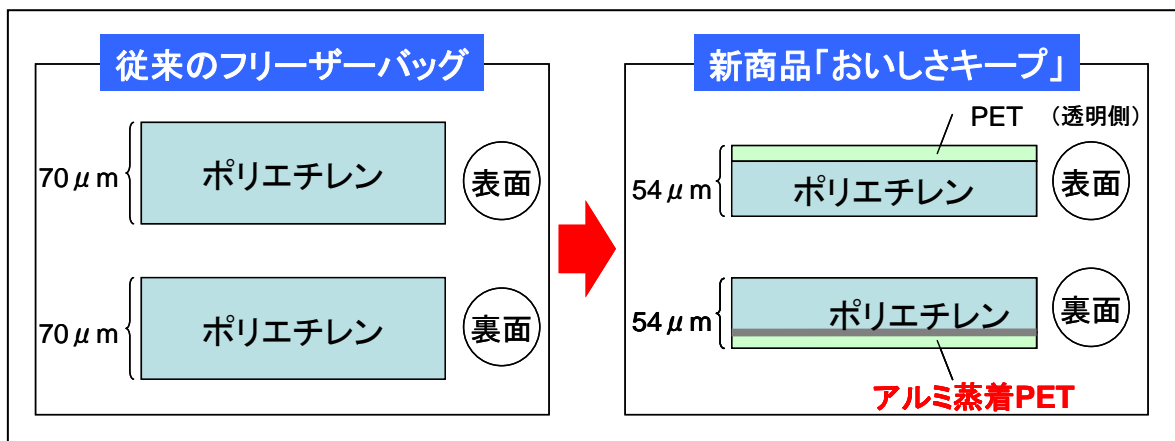 従来のフリーザーバッグ
70μm
ポリエチレン
表面
70μm
ポリエチレン
裏面
新商品「おいしさキープ」
PET (透明側)
54μm
ポリエチレン
表面
54μm
ポリエチレン
裏面
アルミ蒸着PET